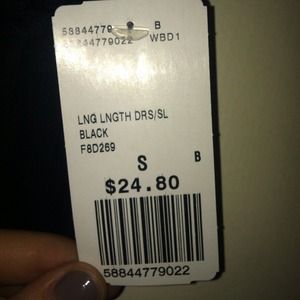 58844779 B
58844779022 WBD1
LNG LNGTH DRS/SL
BLACK
F8D269
S B
$24.80
58844779022